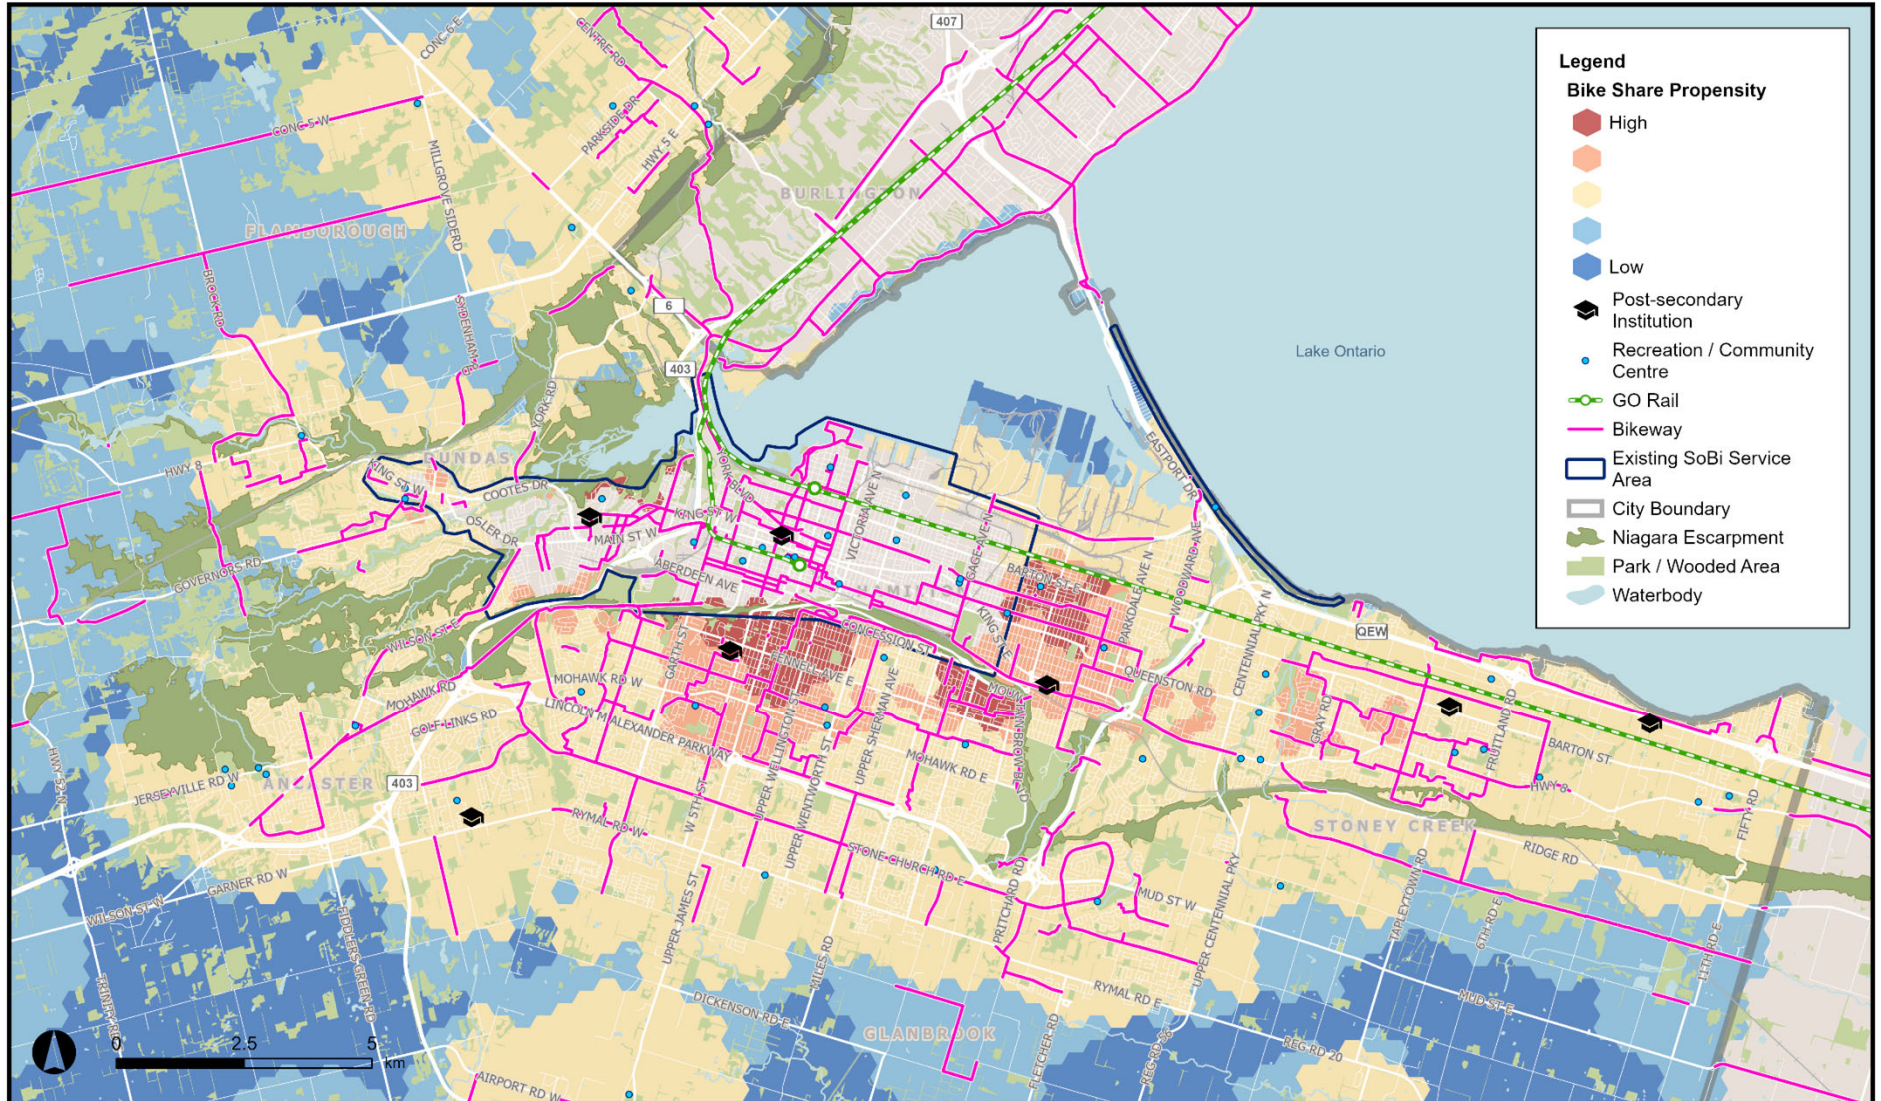 Legend
Bike Share Propensity
High
Low
Post-secondary
Institution
Recreation / Community
Centre
GO Rail
Bikeway
Existing SoBi Service
Area
City Boundary
Niagara Escarpment
Park / Wooded Area
Waterbody
407
CONC 6 E
CENTRE RD
CONC 5 W
PARKSIDE DR
HWY 5 E
MILLGROVE SIDERD
BURLINGTON
FLAMBOROUGH
BROCK RD
SYDENHAM
6
Lake Ontario
403
YORK RD
EASTPORT DR
DUNDAS
HWY 8
KING ST W
COOTES DR
YORK BLVD
VICTORIA AVE N
KING ST W
OSLER DR
MAIN ST W
GAGE AVE N
WOODWARD AVE
GOVERNORS RD
ABERDEEN AVE
BARTON ST E
PARKDALE AVE N
CENTENNIAL PKY N
QEW
WILSON ST E
GARTH ST
CONCESSION ST
KING ST E
FENNELL AVE E
MOHAWK RD W
QUEENSTON RD
MOHAWK RD
UPPER SHERMAN AVE
GOLF LINKS RD
LINCOLN M ALEXANDER PARKWAY
UPPER WELLINGTON ST
GRAY RD
FRUITLAND RD
HWY 52 N
MOHAWK RD E
UPPER WENTWORTH ST
BARTON ST
JERSEYVILLE RD W
ANCASTER
403
W 5TH ST
HWY 8
RYMAL RD W
STONEY CREEK
FIFTY RD
STONE CHURCH RD E
RIDGE RD
GARNER RD W
UPPER JAMES ST
PRITCHARD RD
MUD ST W
UPPER CENTENNIAL PKY
TAPLEYTOWN RD
6TH RD E
11TH RD E
WILSON ST W
FIDDLERS GREEN RD
MILES RD
TRINITY RD
DICKENSON RD E
RYMAL RD E
MUD ST E
GLANBROOK
FLETCHER RD
REG RD 56
REG RD 20
AIRPORT RD W
0
2.5
5
km